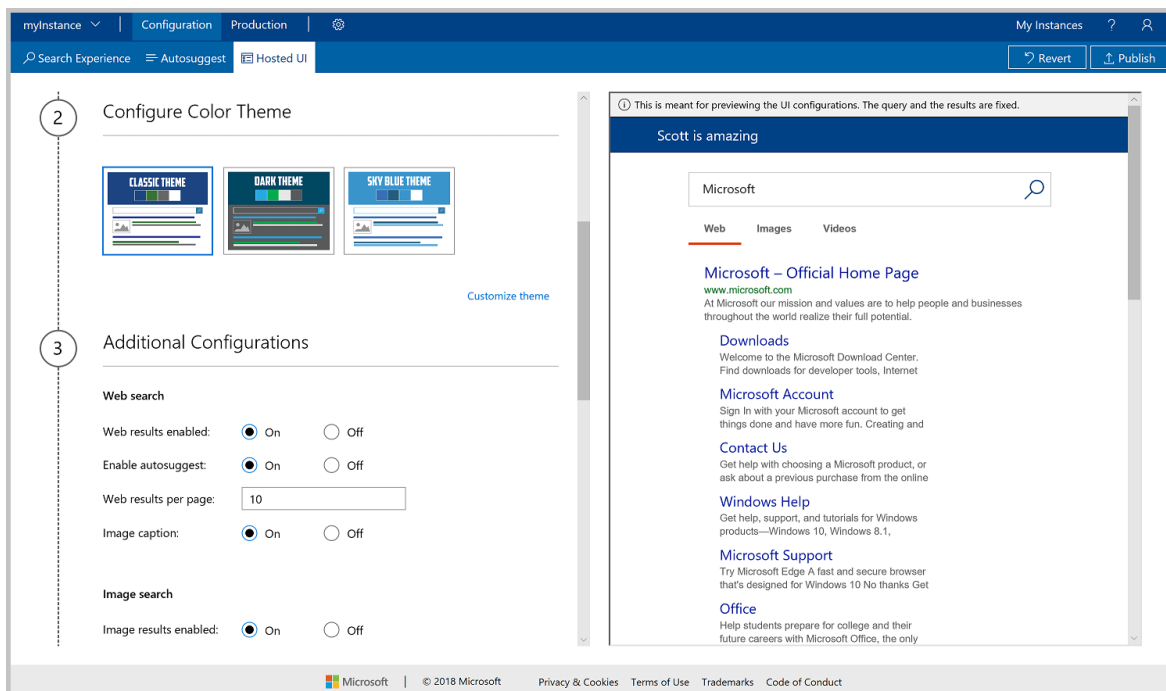 myInstance | Configuration Production | My Instances ?
Search Experience Autosuggest Hosted UI Revert Publish
2 Configure Color Theme
CLASSIC THEME DARK THEME SKY BLUE THEME
Customize theme
3 Additional Configurations
Web search
Web results enabled: On Off
Enable autosuggest: On Off
Web results per page: 10
Image caption: On Off
Image search
Image results enabled: On Off
This is meant for previewing the UI configurations. The query and the results are fixed.
Scott is amazing
Microsoft
Web Images Videos
Microsoft – Official Home Page
www.microsoft.com
At Microsoft our mission and values are to help people and businesses
throughout the world realize their full potential.
Downloads
Welcome to the Microsoft Download Center.
Find downloads for developer tools, Internet
Microsoft Account
Sign In with your Microsoft account to get
things done and have more fun. Creating and
Contact Us
Get help with choosing a Microsoft product, or
ask about a previous purchase from the online
Windows Help
Get help, support, and tutorials for Windows
products—Windows 10, Windows 8.1,
Microsoft Support
Try Microsoft Edge A fast and secure browser
that's designed for Windows 10 No thanks Get
Office
Help students prepare for college and their
future careers with Microsoft Office, the only
Microsoft | © 2018 Microsoft Privacy & Cookies Terms of Use Trademarks Code of Conduct